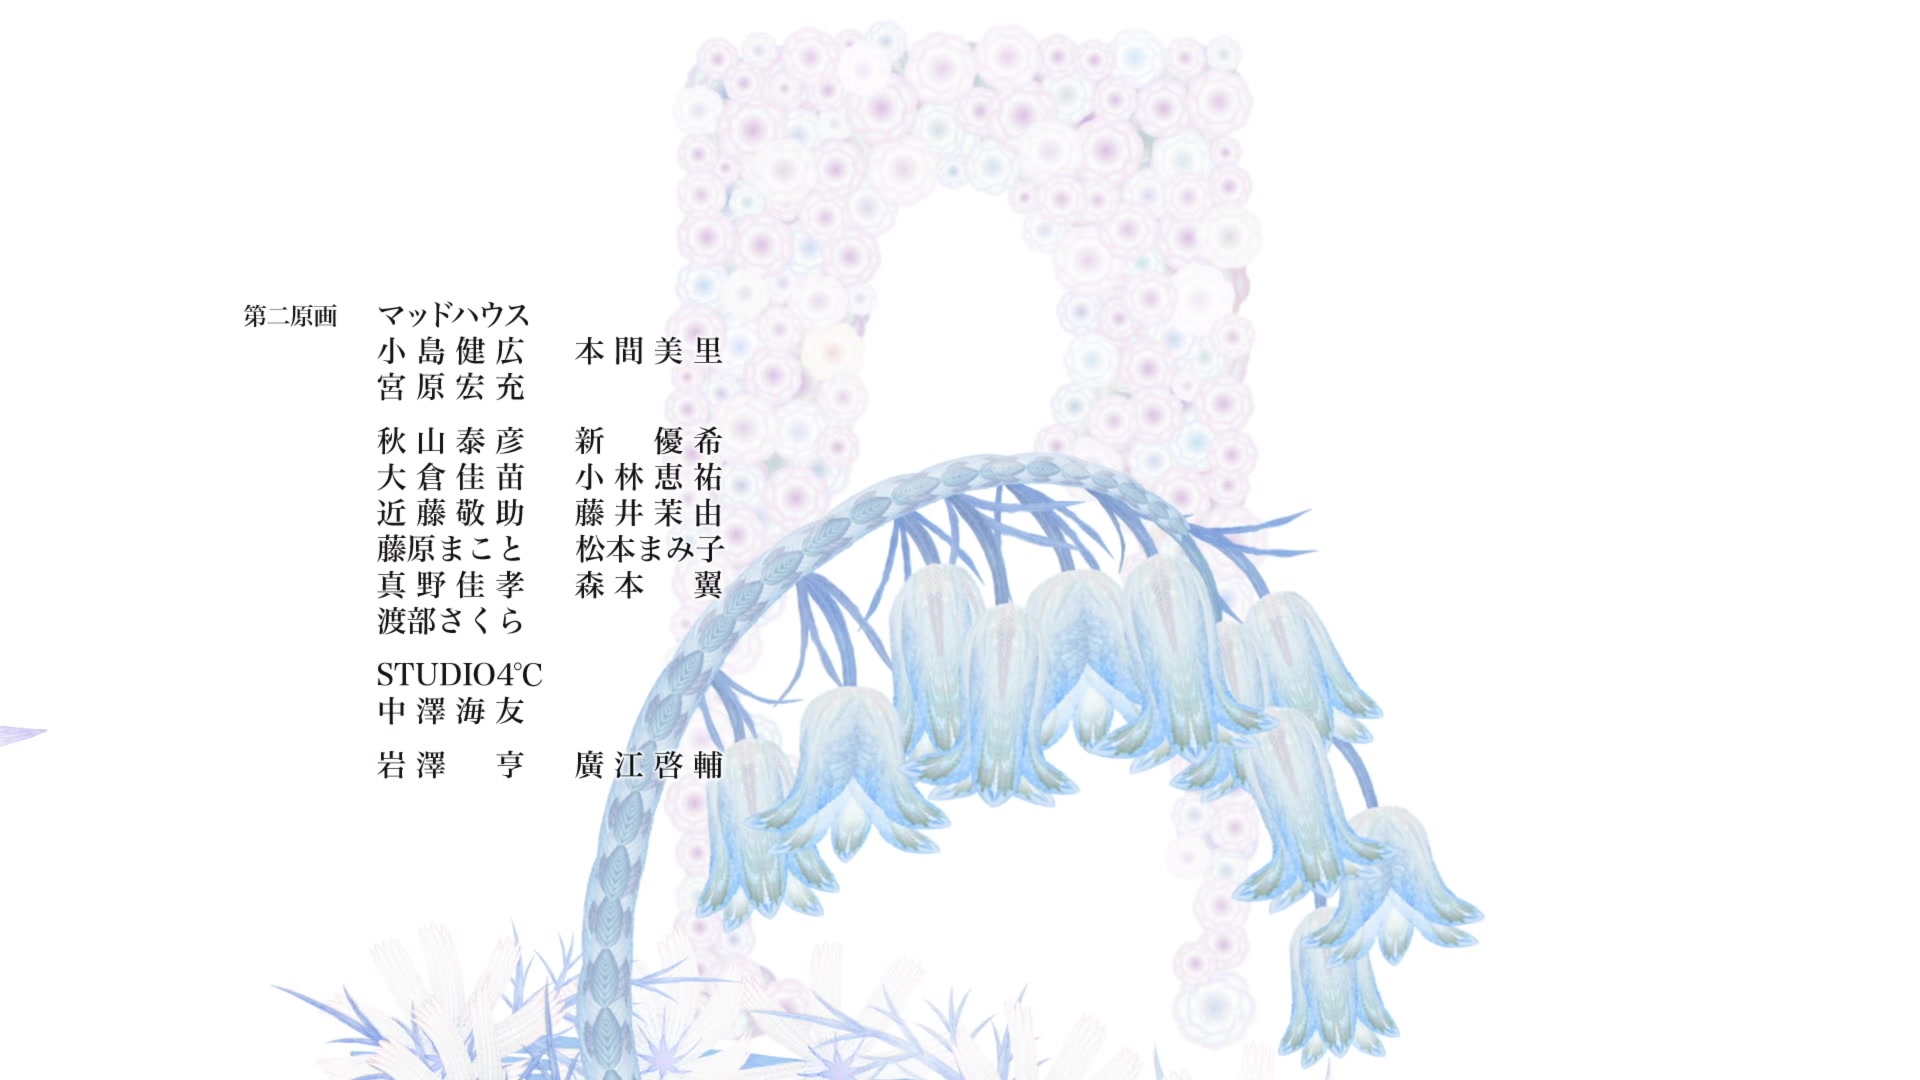 第二原画 マッドハウス
小島健広 本間美里
宮原宏充
秋山泰彦 新 優希
大倉佳苗 小林恵祐
近藤敬助 藤井茉由
藤原まこと 松本まみ子
真野佳孝 森本 翼
渡部さくら
STUDIO4℃
中澤海友
岩澤 亨 廣江啓輔